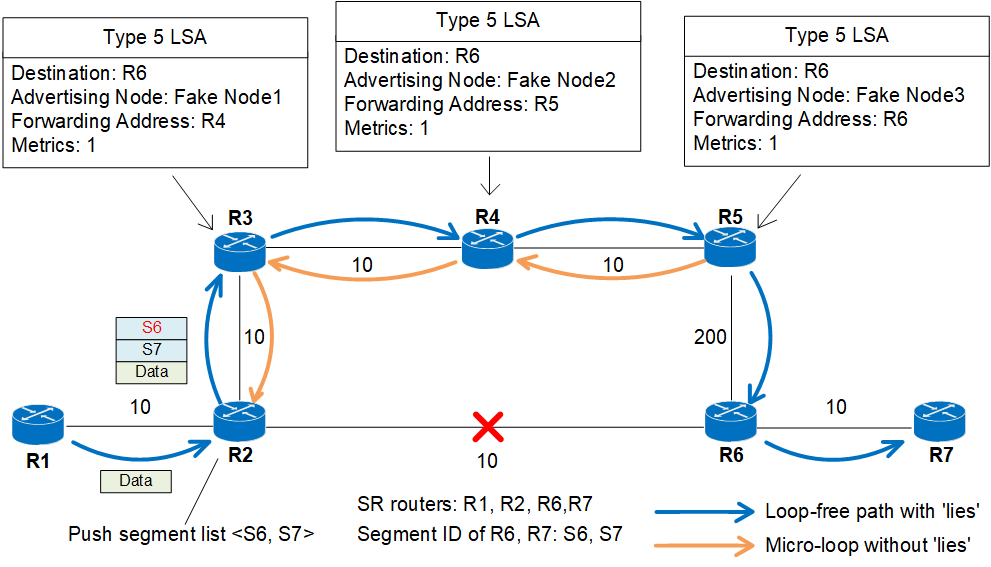 Type 5 LSA
Destination: R6
Advertising Node: Fake Node1
Forwarding Address: R4
Metrics: 1
Type 5 LSA
Destination: R6
Advertising Node: Fake Node2
Forwarding Address: R5
Metrics: 1
Type 5 LSA
Destination: R6
Advertising Node: Fake Node3
Forwarding Address: R6
Metrics: 1
R3
R4
R5
10
10
S6
S7
Data
10
200
10
10
R1
R2
10
R6
R7
Data
Push segment list <S6, S7>
SR routers: R1, R2, R6,R7
Segment ID of R6, R7: S6, S7
Loop-free path with 'lies'
Micro-loop without 'lies'